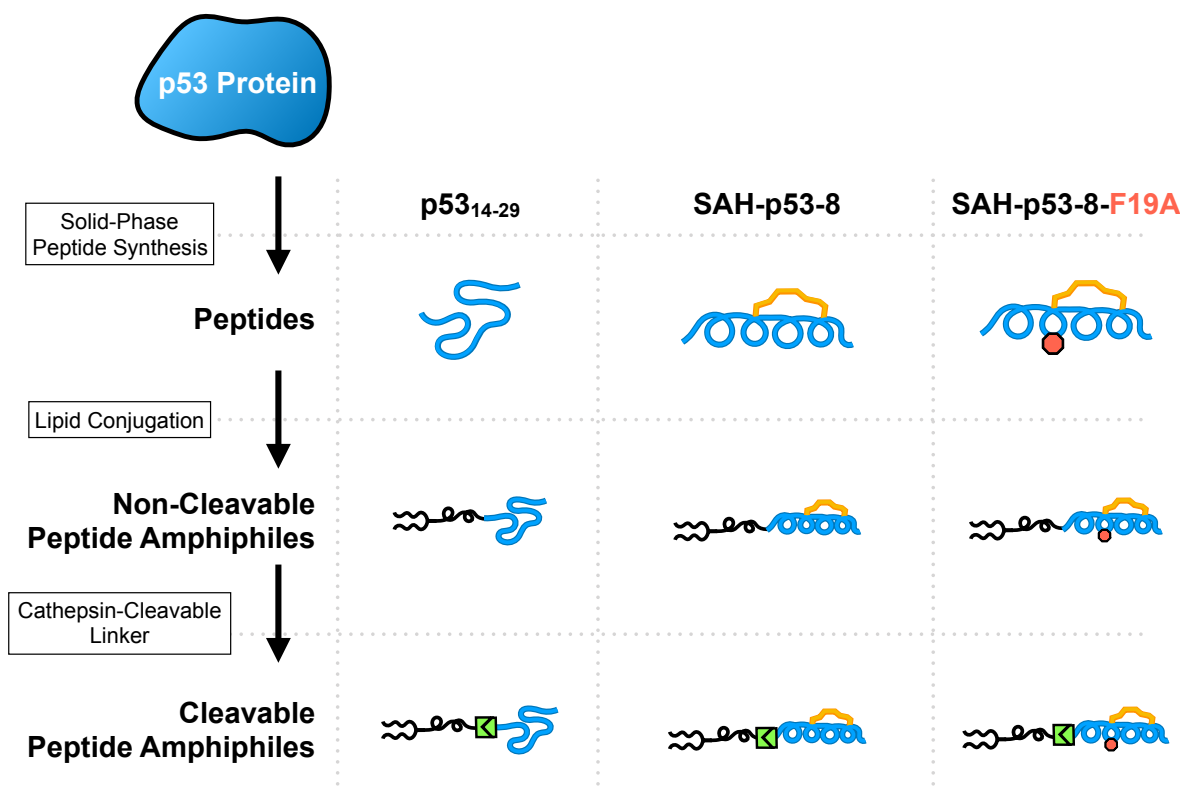 p53 Protein
p53₁₄₋₂₉
SAH-p53-8
SAH-p53-8-F19A
Solid-Phase
Peptide Synthesis
Peptides
Lipid Conjugation
Non-Cleavable
Peptide Amphiphiles
Cathepsin-Cleavable
Linker
Cleavable
Peptide Amphiphiles